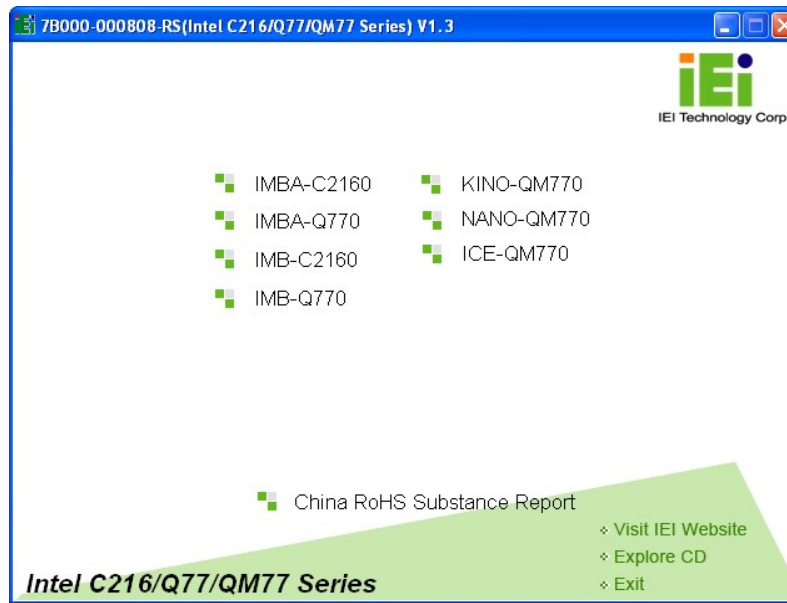 7B000-000808-RS(Intel C216/Q77/QM77 Series) V1.3
iEi
IEI Technology Corp
IMBA-C2160
IMBA-Q770
IMB-C2160
IMB-Q770
KINO-QM770
NANO-QM770
ICE-QM770
China RoHS Substance Report
Visit IEI Website
Explore CD
Exit
Intel C216/Q77/QM77 Series